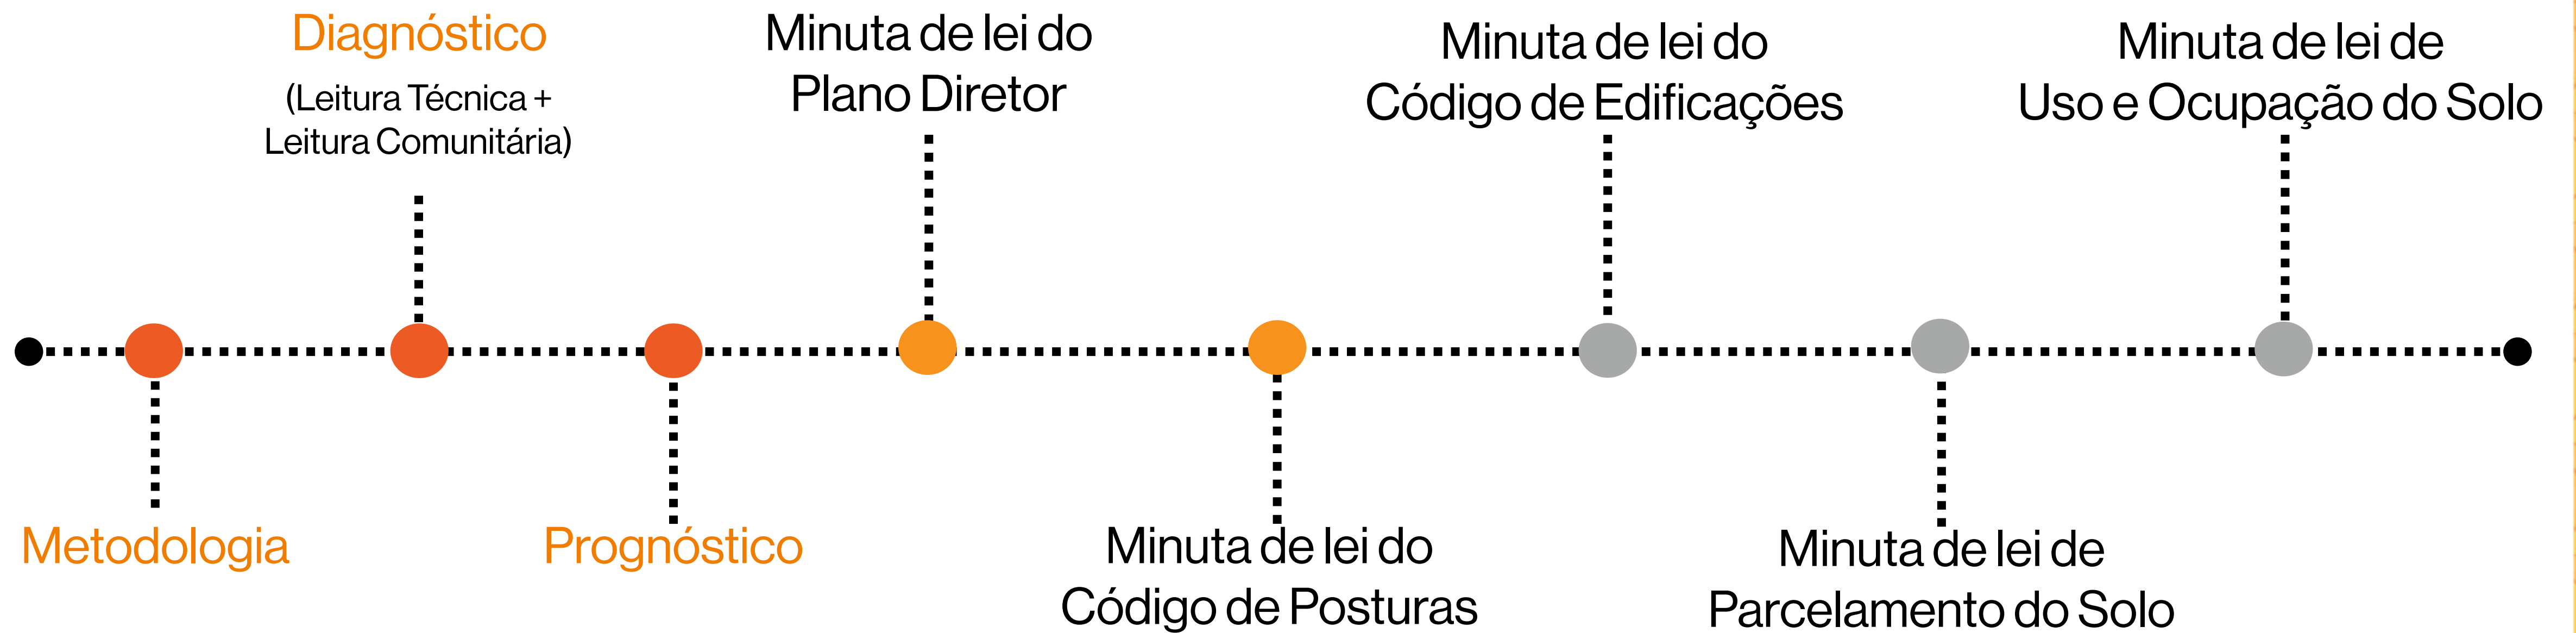 Diagnóstico
(Leitura Técnica +
Leitura Comunitária)
Minuta de lei do
Plano Diretor
Minuta de lei do
Código de Edificações
Minuta de lei de
Uso e Ocupação do Solo
Metodologia
Prognóstico
Minuta de lei do
Código de Posturas
Minuta de lei de
Parcelamento do Solo